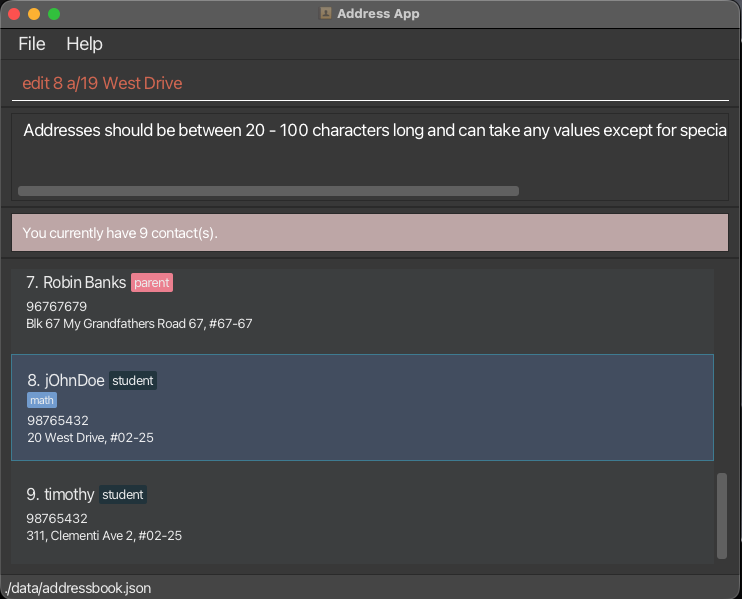 Address App
File Help
edit 8 a/19 West Drive
Addresses should be between 20 - 100 characters long and can take any values except for specia
You currently have 9 contact(s).
7. Robin Banks parent
96767679
Blk 67 My Grandfathers Road 67, #67-67
8. jOhnDoe student
math
98765432
20 West Drive, #02-25
9. timothy student
98765432
311, Clementi Ave 2, #02-25
./data/addressbook.json